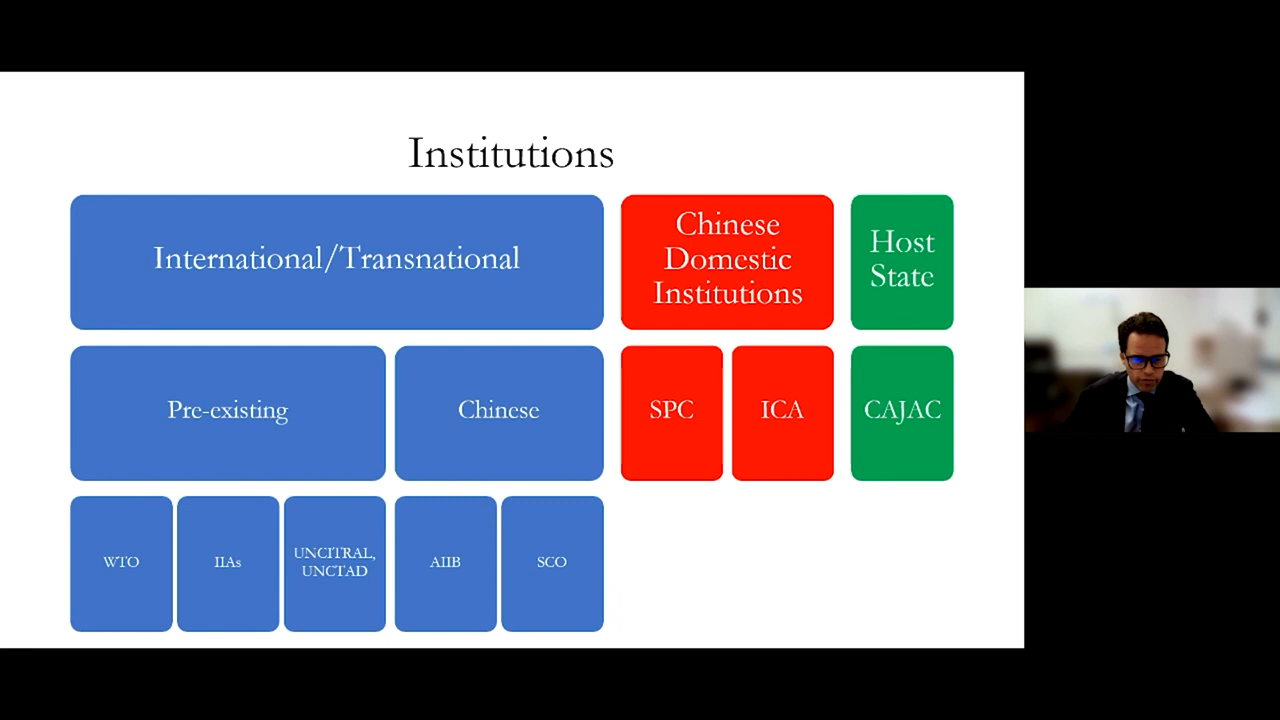 Institutions
International/Transnational
Chinese
Domestic
Institutions
Host
State
Pre-existing
Chinese
SPC
ICA
CAJAC
WTO
IIAs
UNCITRAL,
UNCTAD
AIIB
SCO